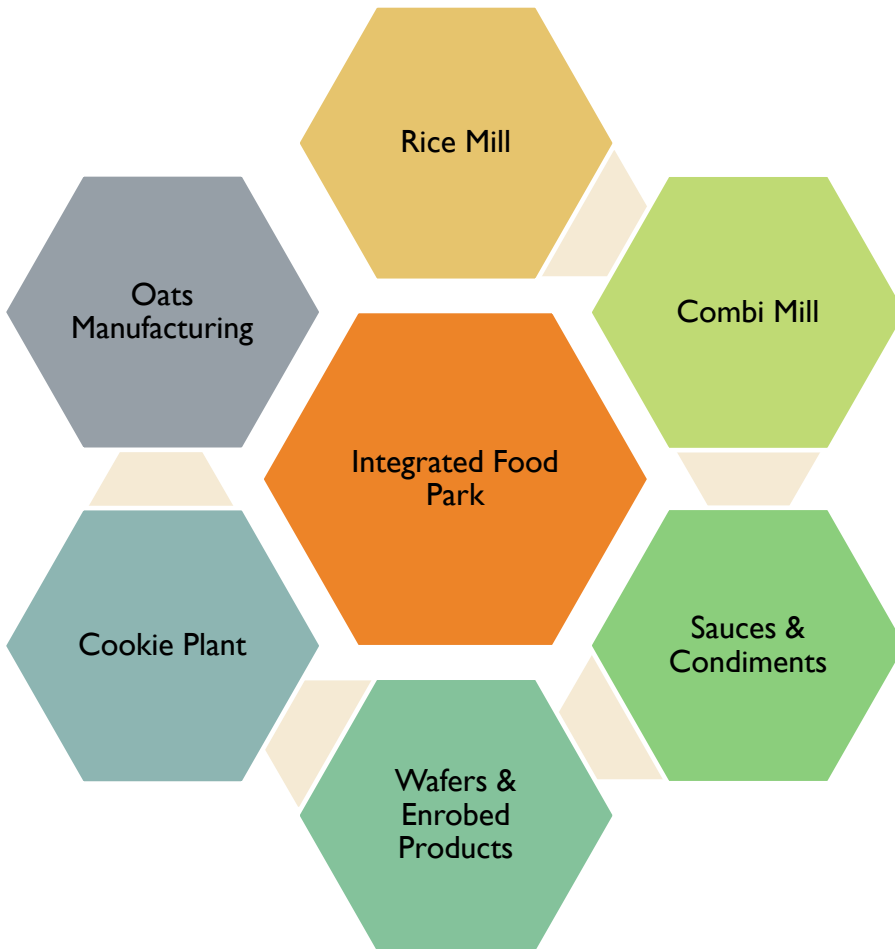 Rice Mill
Oats
Manufacturing
Combi Mill
Integrated Food
Park
Cookie Plant
Sauces &
Condiments
Wafers &
Enrobed
Products